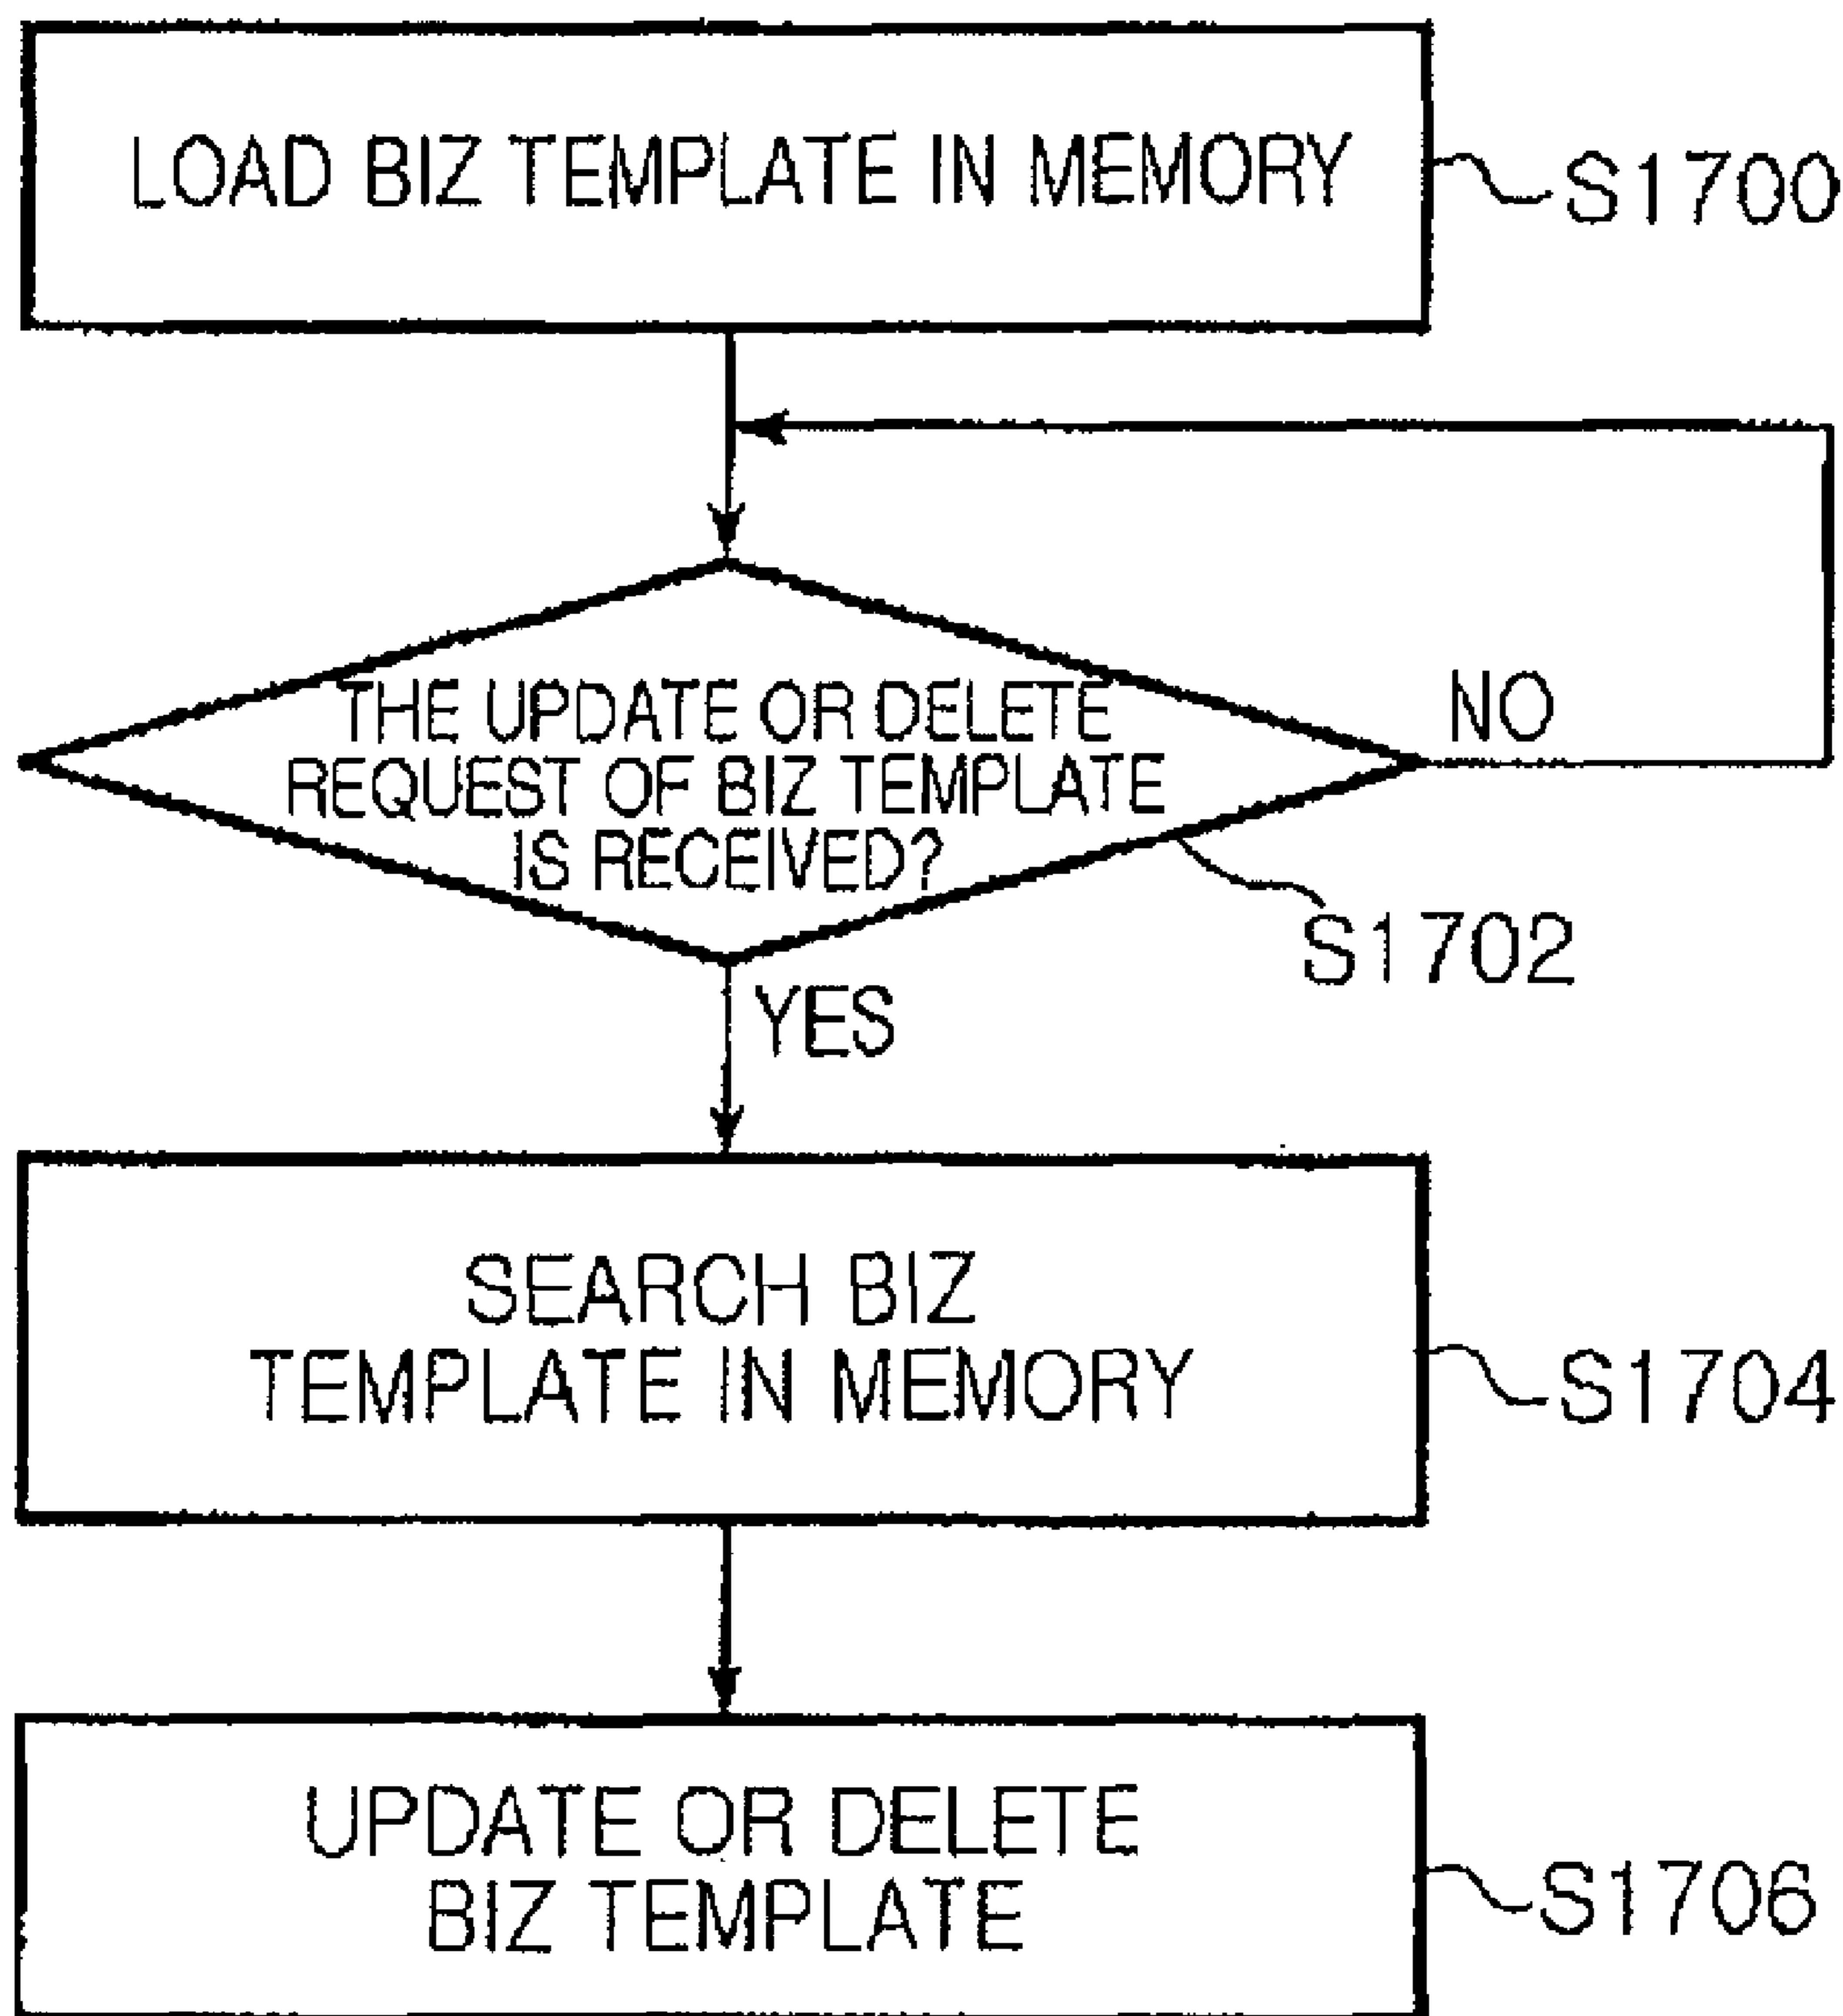 LOAD BIZ TEMPLATE IN MEMORY
S1700
THE UPDATE OR DELETE
REQUEST OF BIZ TEMPLATE
IS RECEIVED?
NO
S1702
YES
SEARCH BIZ
TEMPLATE IN MEMORY
S1704
UPDATE OR DELETE
BIZ TEMPLATE
S1706